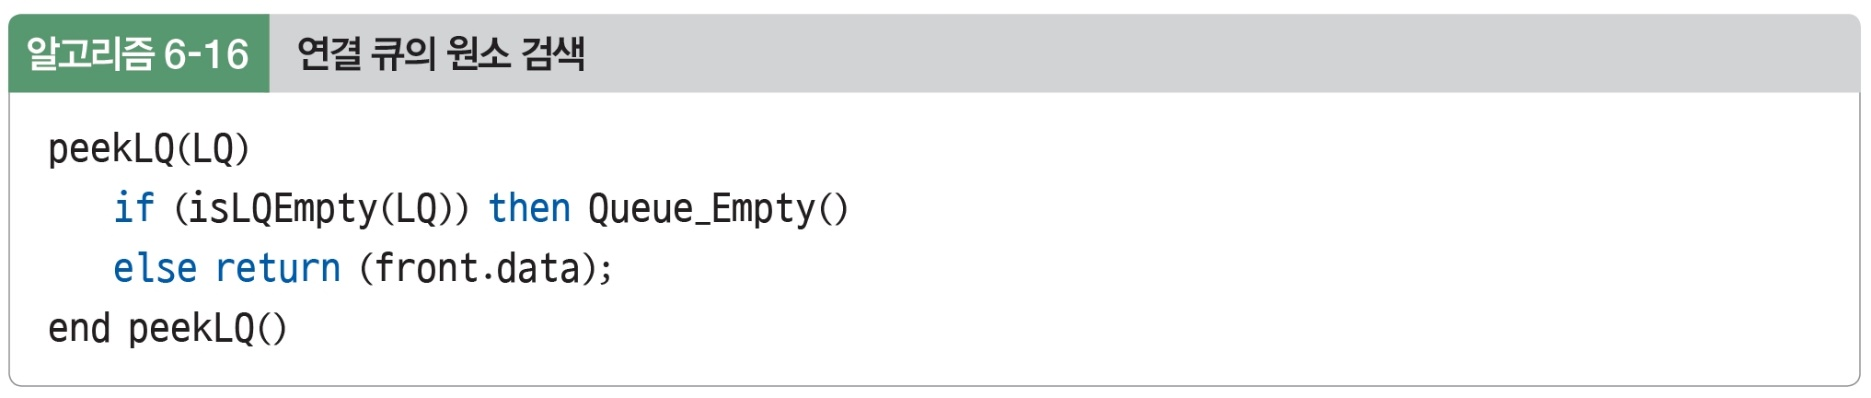 알고리즘 6-16 연결 큐의 원소 검색
peekLQ(LQ)
if (isLQEmpty(LQ)) then Queue_Empty()
else return (front.data);
end peekLQ()